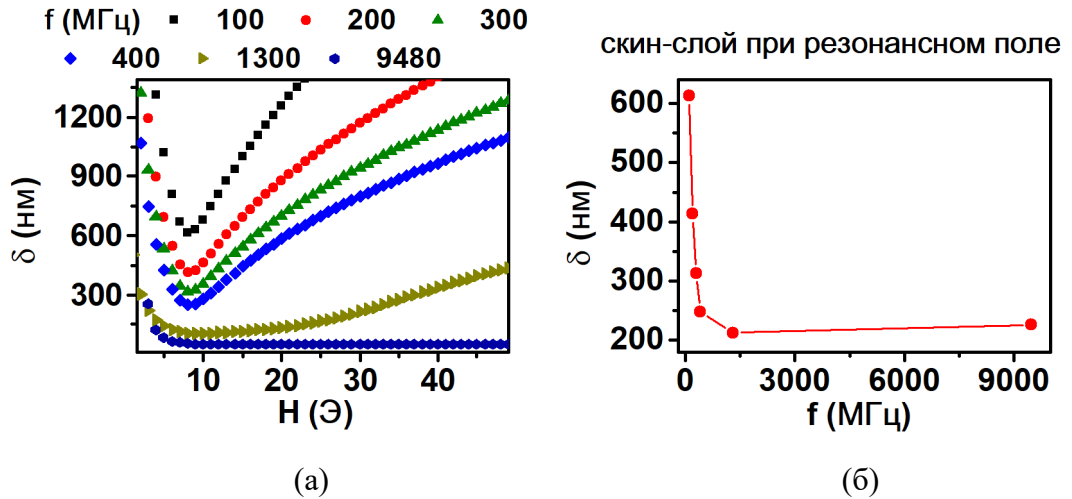 f (МГц) 100 200 300
400 1300 9480
скин-слой при резонансном поле
1200
900
600
300
δ (нм)
10 20 30 40
H (Э)
600
500
400
300
200
δ (нм)
0 3000 6000 9000
f (МГц)
(а) (б)